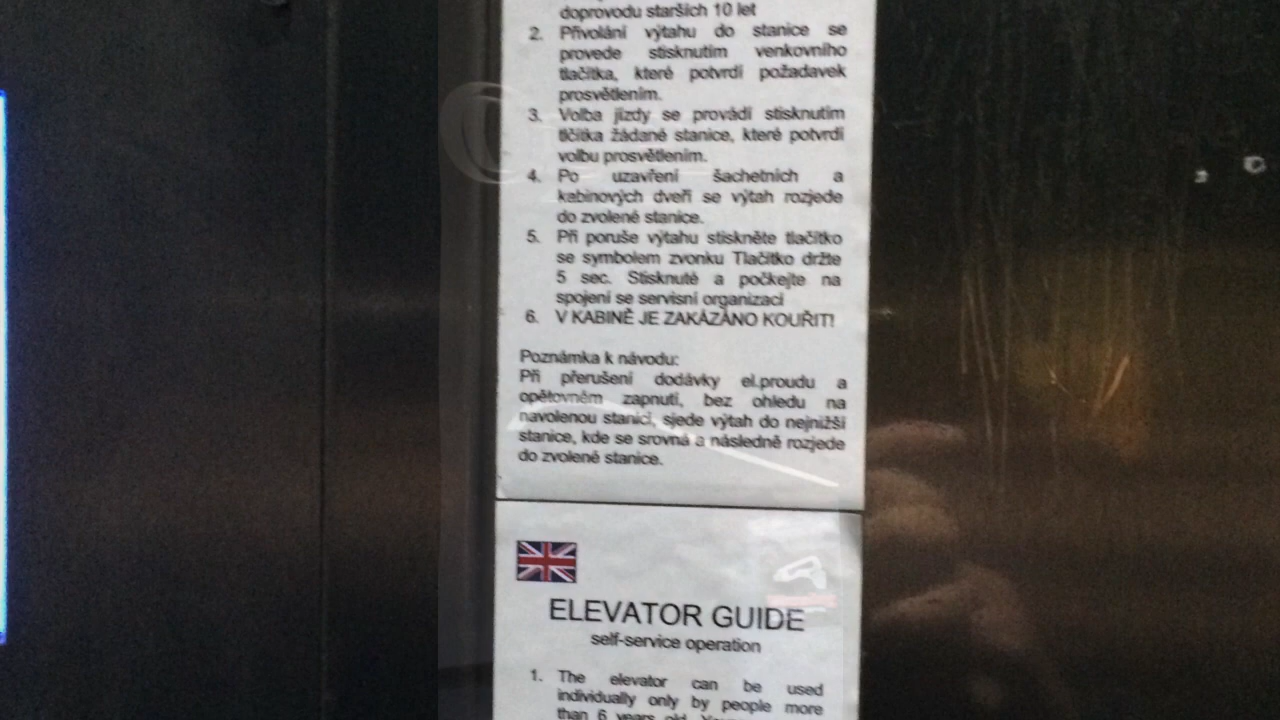 doprovodu starších 10 let
2. Přivolání výtahu do stanice se
provede stisknutím venkovního
tlačítka, které potvrdí požadavek
prosvětlením.
3. Volba jízdy se provádí stisknutím
tlčítka žádané stanice, které potvrdí
volbu prosvětlením.
4. Po uzavření šachetních a
kabinových dveří se výtah rozjede
do zvolené stanice.
5. Při poruše výtahu stiskněte tlačítko
se symbolem zvonku Tlačítko držte
5 sec. Stisknuté a počkejte na
spojení se servisní organizací
6. V KABINĚ JE ZAKÁZÁNO KOUŘIT!
Poznámka k návodu:
Při přerušení dodávky el.proudu a
opětovném zapnutí, bez ohledu na
navolenou stanici, sjede výtah do nejnižší
stanice, kde se srovná a následně rozjede
do zvolené stanice.
ELEVATOR GUIDE
self-service operation
1. The elevator can be used
individually only by people more
than 6 years old.